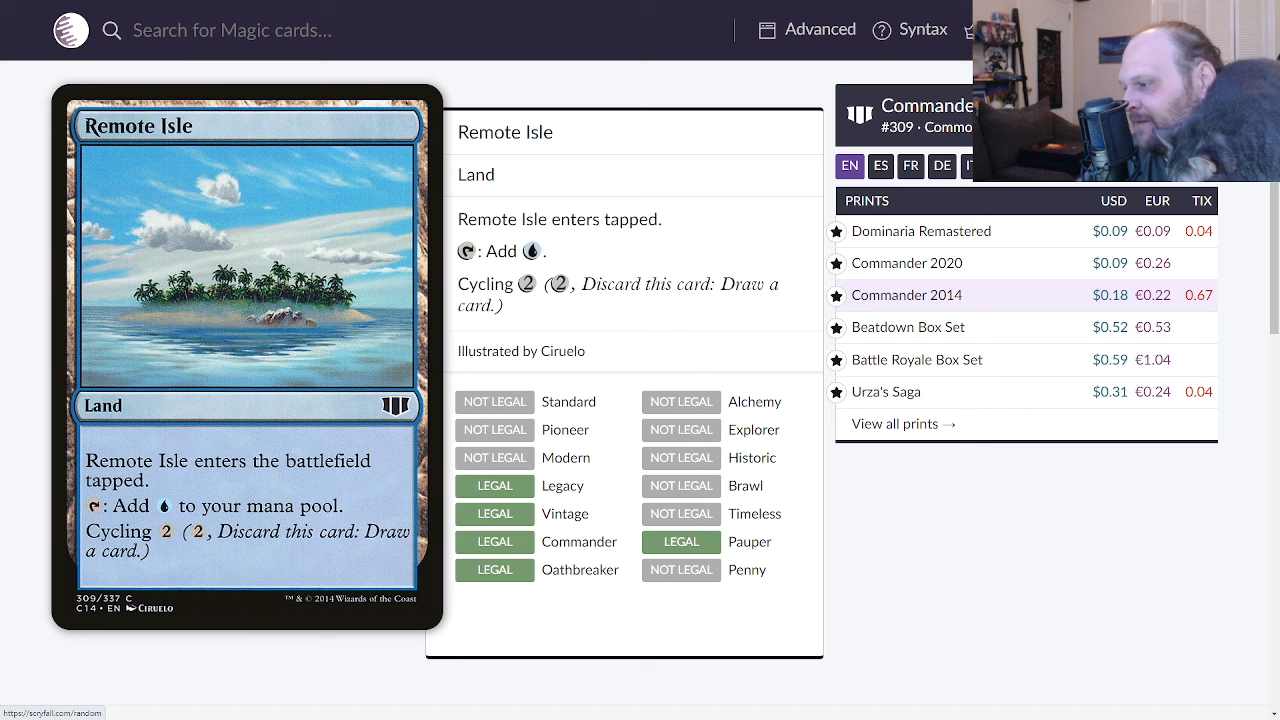 Search for Magic cards...
Advanced
Syntax
Remote Isle
Land
Remote Isle enters the battlefield
tapped.
: Add to your mana pool.
Cycling 2 (2, Discard this card: Draw
a card.)
309/337 C
C14 • EN CIRUELO
™ & © 2014 Wizards of the Coast
Remote Isle
Land
Remote Isle enters tapped.
: Add .
Cycling 2 (2, Discard this card: Draw a
card.)
Illustrated by Ciruelo
NOT LEGAL Standard NOT LEGAL Alchemy
NOT LEGAL Pioneer NOT LEGAL Explorer
NOT LEGAL Modern NOT LEGAL Historic
LEGAL Legacy NOT LEGAL Brawl
LEGAL Vintage NOT LEGAL Timeless
LEGAL Commander LEGAL Pauper
LEGAL Oathbreaker NOT LEGAL Penny
Commande
#309 · Commo
EN ES FR DE
PRINTS USD EUR TIX
Dominaria Remastered $0.09 €0.09 0.04
Commander 2020 $0.09 €0.26
Commander 2014 $0.18 €0.22 0.67
Beatdown Box Set $0.52 €0.53
Battle Royale Box Set $0.59 €1.04
Urza's Saga $0.31 €0.24 0.04
View all prints →
https://scryfall.com/random